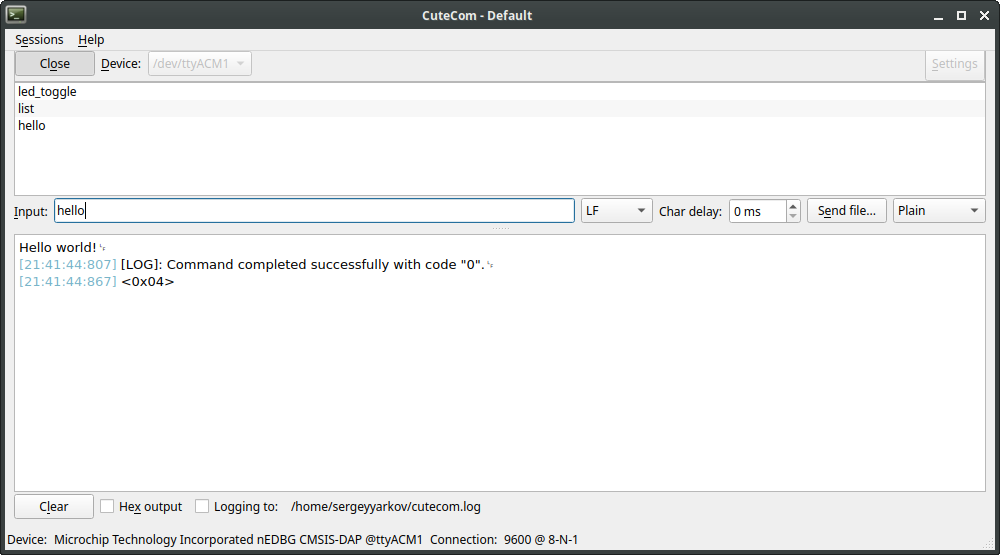 CuteCom - Default
Sessions Help
Close Device: /dev/ttyACM1 Settings
led_toggle
list
hello
Input: hello LF Char delay: 0 ms Send file... Plain
Hello world!␊
[21:41:44:807] [LOG]: Command completed successfully with code "0".␊
[21:41:44:867] <0x04>
Clear Hex output Logging to: /home/sergeyyarkov/cutecom.log
Device: Microchip Technology Incorporated nEDBG CMSIS-DAP @ttyACM1 Connection: 9600 @ 8-N-1